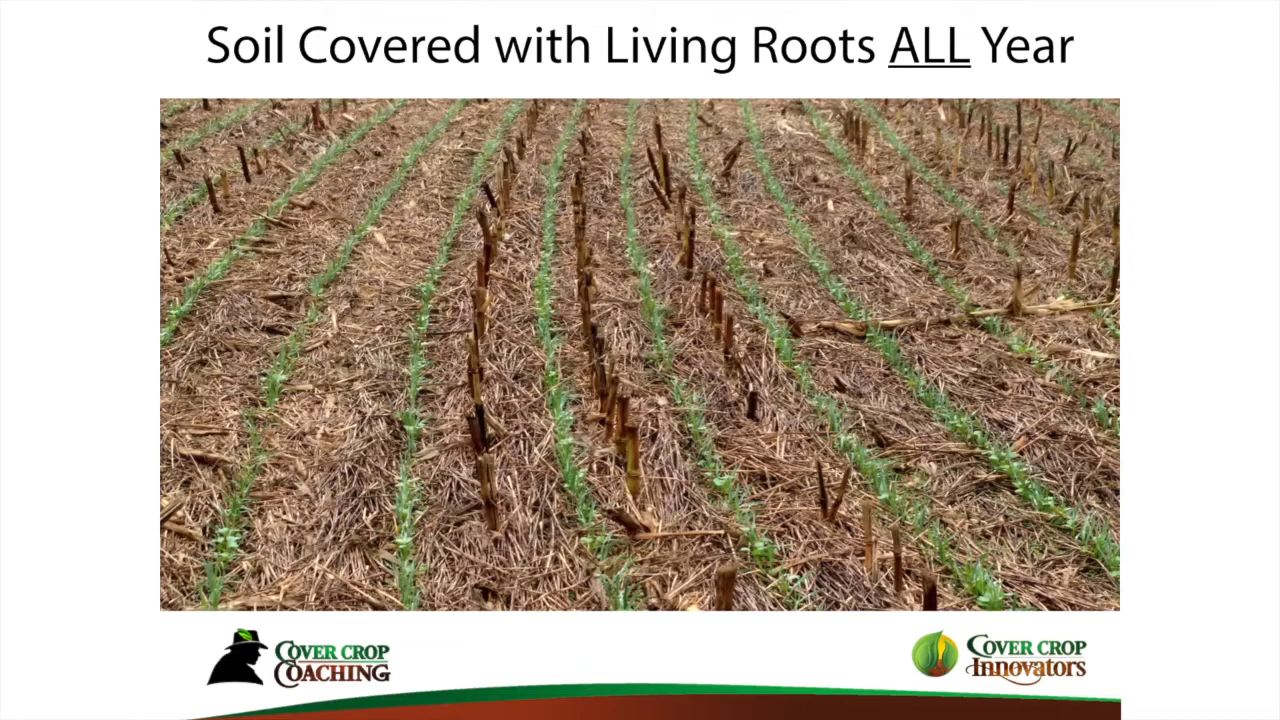 Soil Covered with Living Roots ALL Year
COVER CROP
COACHING
COVER CROP
Innovators